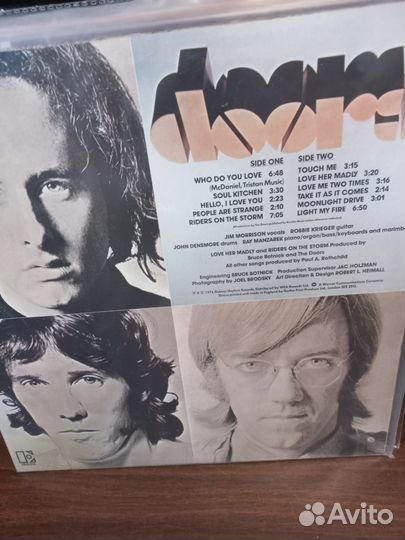 doors
SIDE ONE
WHO DO YOU LOVE 6:48
(McDaniel, Tristan Music)
SOUL KITCHEN 3:30
HELLO, I LOVE YOU 2:23
PEOPLE ARE STRANGE 2:10
RIDERS ON THE STORM 7:05
SIDE TWO
TOUCH ME 3:15
LOVE HER MADLY 3:20
LOVE ME TWO TIMES 3:16
TAKE IT AS IT COMES 2:14
MOONLIGHT DRIVE 3:01
LIGHT MY FIRE 6:50
JIM MORRISON vocals ROBBIE KRIEGER guitar
JOHN DENSMORE drums RAY MANZAREK piano/organ/bass/keyboards and marimba
LOVE HER MADLY and RIDERS ON THE STORM Produced by
Bruce Botnick and The Doors
All other songs produced by Paul A. Rothchild
Engineering BRUCE BOTNICK Production Supervisor JAC HOLZMAN
Photography by JOEL BRODSKY Art Direction & Design ROBERT L. HEIMALL
Avito